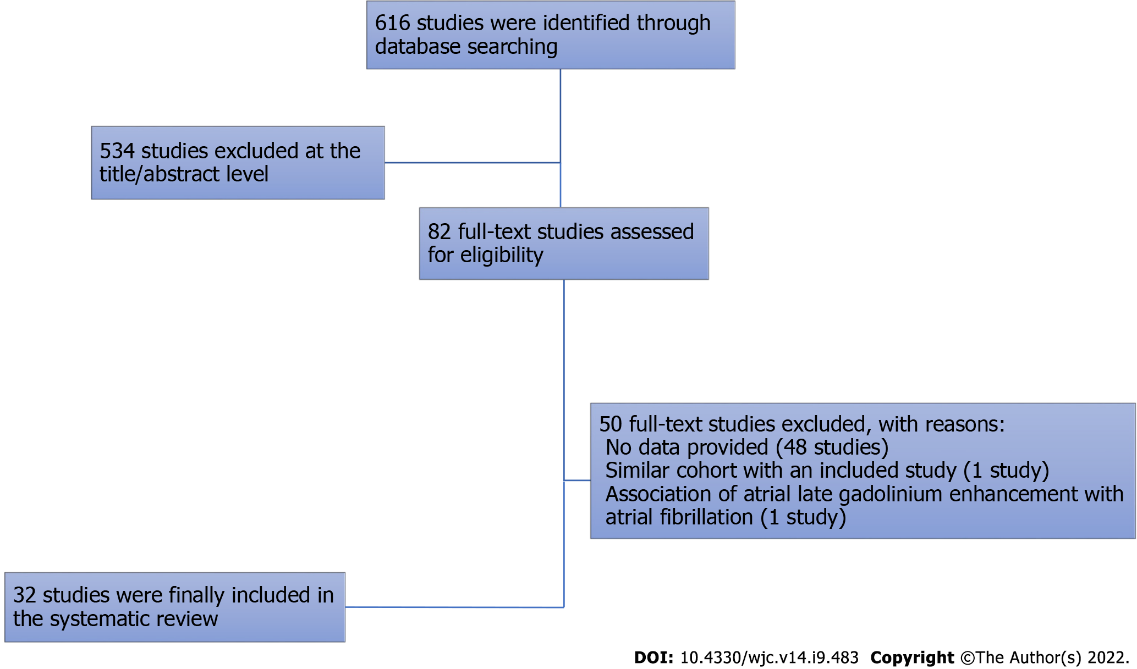 616 studies were identified through
database searching
534 studies excluded at the
title/abstract level
82 full-text studies assessed
for eligibility
50 full-text studies excluded, with reasons:
No data provided (48 studies)
Similar cohort with an included study (1 study)
Association of atrial late gadolinium enhancement with
atrial fibrillation (1 study)
32 studies were finally included in
the systematic review
DOI: 10.4330/wjc.v14.i9.483 Copyright ©The Author(s) 2022.